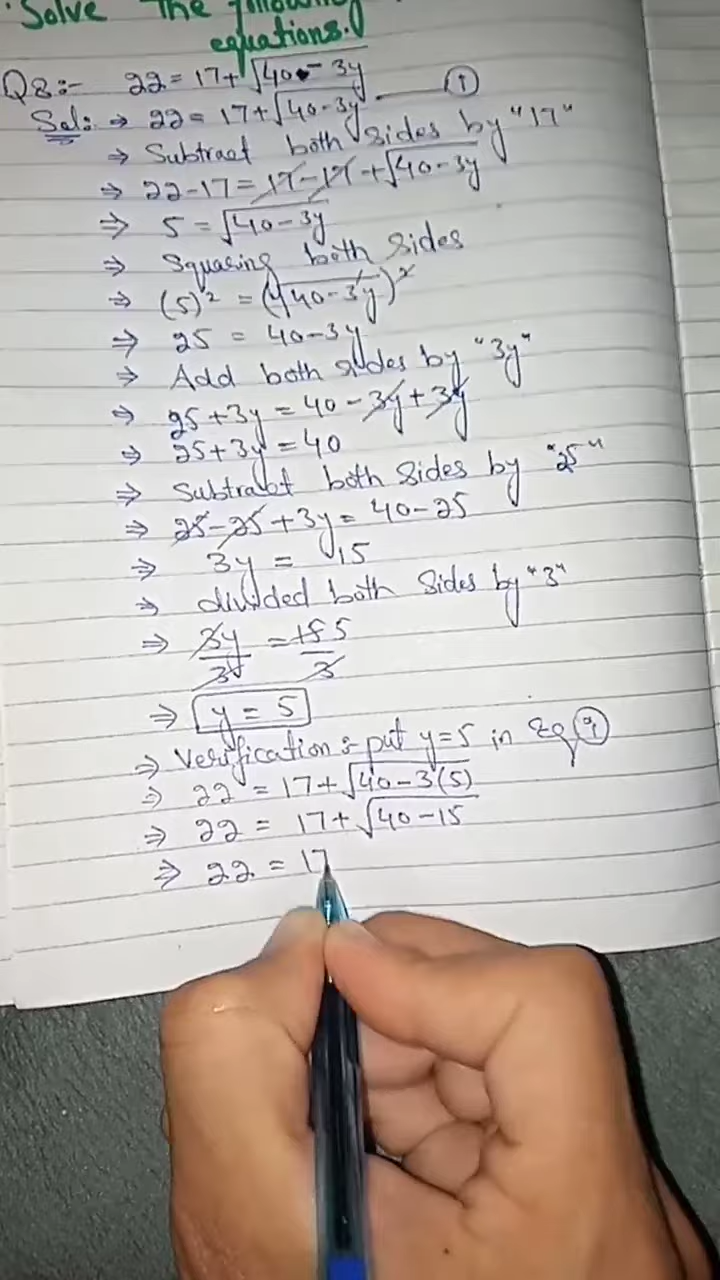 Solve The following
equations.
Q8:- 22 = 17+√40-3y
Sol: ⇒ 22 = 17+√40-3y ——— ①
⇒ Subtract both sides by "17"
⇒ 22-17 = 17-17+√40-3y
⇒ 5 = √40-3y
⇒ Squasing both sides
⇒ (5)² = (√40-3y)²
⇒ 25 = 40-3y
⇒ Add both sides by "3y"
⇒ 25+3y = 40-3y+3y
⇒ 25+3y = 40
⇒ Subtract both sides by "25"
⇒ 25-25+3y = 40-25
⇒ 3y = 15
⇒ divided both sides by "3"
⇒ 3y/3 = 15 5/3
⇒ y = 5
⇒ Verification :- put y=5 in Eq ①
⇒ 22 = 17+√40-3(5)
⇒ 22 = 17+√40-15
⇒ 22 = 17